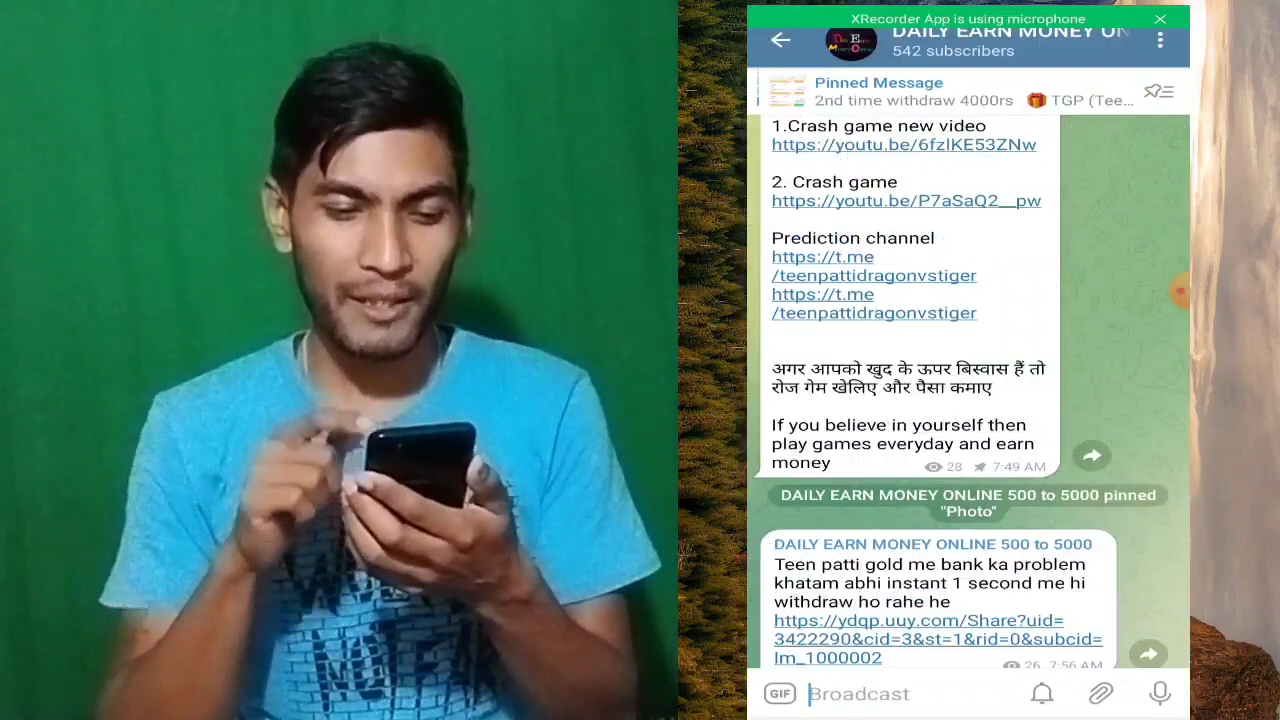 XRecorder App is using microphone
DAILY EARN MONEY ON
542 subscribers
Pinned Message
2nd time withdraw 4000rs 🎁 TGP (Tee...
1.Crash game new video
https://youtu.be/6fzlKE53ZNw
2. Crash game
https://youtu.be/P7aSaQ2__pw
Prediction channel
https://t.me
/teenpattidragonvstiger
https://t.me
/teenpattidragonvstiger
अगर आपको खुद के ऊपर बिस्वास हैं तो
रोज गेम खेलिए और पैसा कमाए
If you believe in yourself then
play games everyday and earn
money
28 7:49 AM
DAILY EARN MONEY ONLINE 500 to 5000 pinned
"Photo"
DAILY EARN MONEY ONLINE 500 to 5000
Teen patti gold me bank ka problem
khatam abhi instant 1 second me hi
withdraw ho rahe he
https://ydqp.uuy.com/Share?uid=
3422290&cid=3&st=1&rid=0&subcid=
lm_1000002
26 7:56 AM
GIF Broadcast